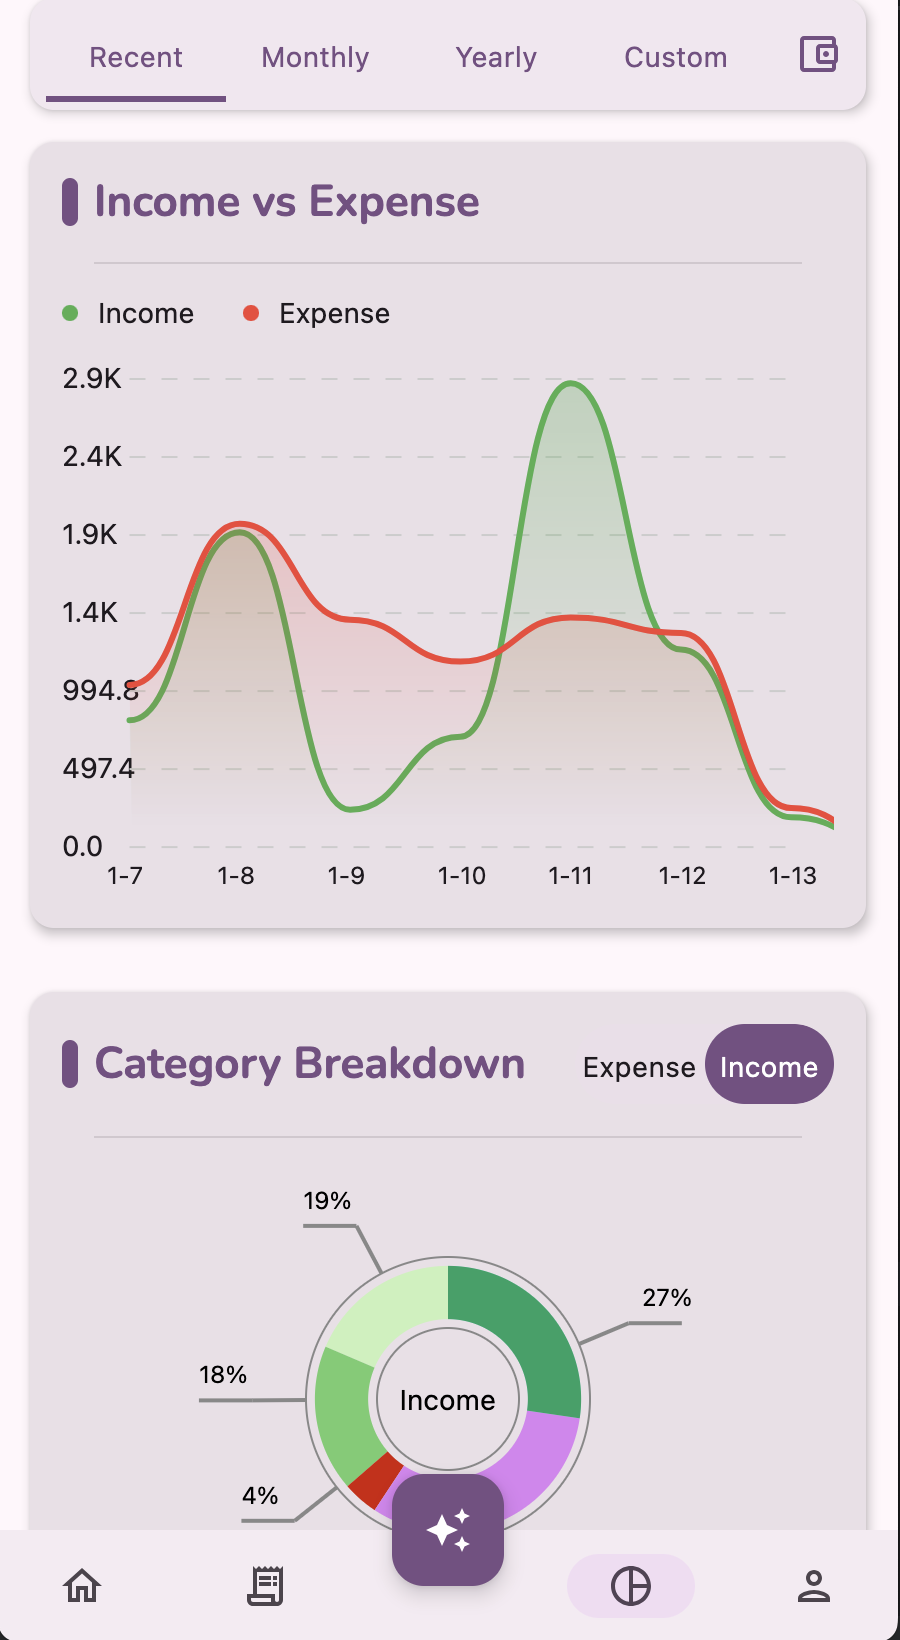 Recent Monthly Yearly Custom
Income vs Expense
Income Expense
2.9K
2.4K
1.9K
1.4K
994.8
497.4
0.0
1-7 1-8 1-9 1-10 1-11 1-12 1-13
Category Breakdown Expense Income
19%
27%
18%
Income
4%